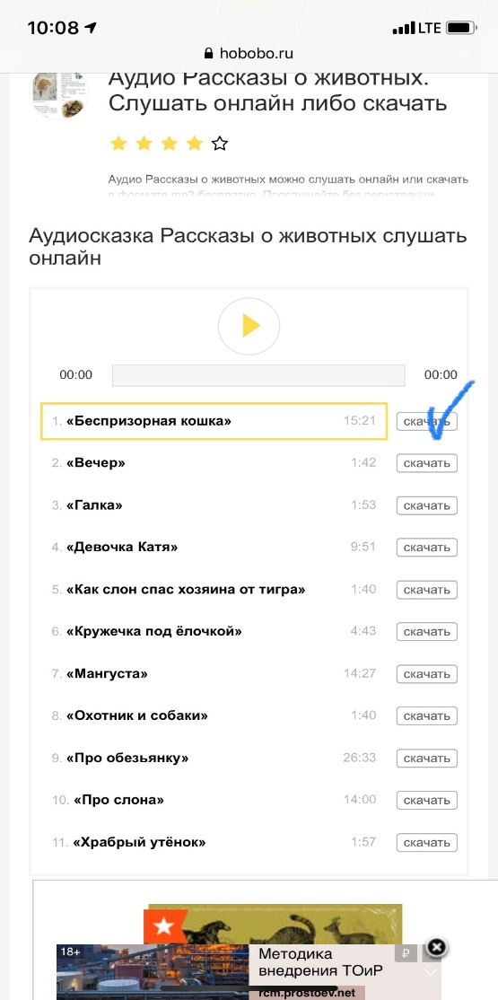 10:08
LTE
hobobo.ru
Аудио Рассказы о животных.
Слушать онлайн либо скачать
Аудио Рассказы о животных можно слушать онлайн или скачать
в формате mp3 бесплатно. Прослушайте без регистрации
Аудиосказка Рассказы о животных слушать
онлайн
00:00 00:00
1. «Беспризорная кошка» 15:21 скачать
2. «Вечер» 1:42 скачать
3. «Галка» 1:53 скачать
4. «Девочка Катя» 9:51 скачать
5. «Как слон спас хозяина от тигра» 1:40 скачать
6. «Кружечка под ёлочкой» 4:43 скачать
7. «Мангуста» 14:27 скачать
8. «Охотник и собаки» 1:40 скачать
9. «Про обезьянку» 26:33 скачать
10. «Про слона» 14:00 скачать
11. «Храбрый утёнок» 1:57 скачать
18+
Методика
внедрения ТОиР
₽
rcm.prostoev.net